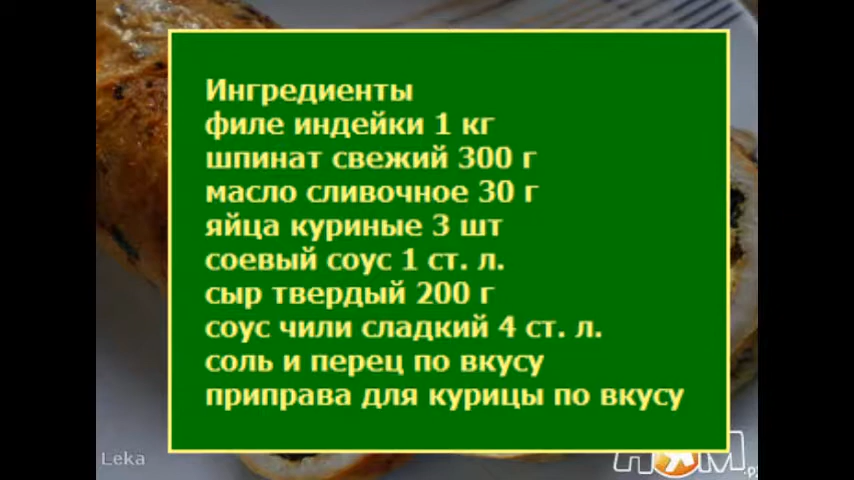 Ингредиенты
филе индейки 1 кг
шпинат свежий 300 г
масло сливочное 30 г
яйца куриные 3 шт
соевый соус 1 ст. л.
сыр твердый 200 г
соус чили сладкий 4 ст. л.
соль и перец по вкусу
приправа для курицы по вкусу
Leka